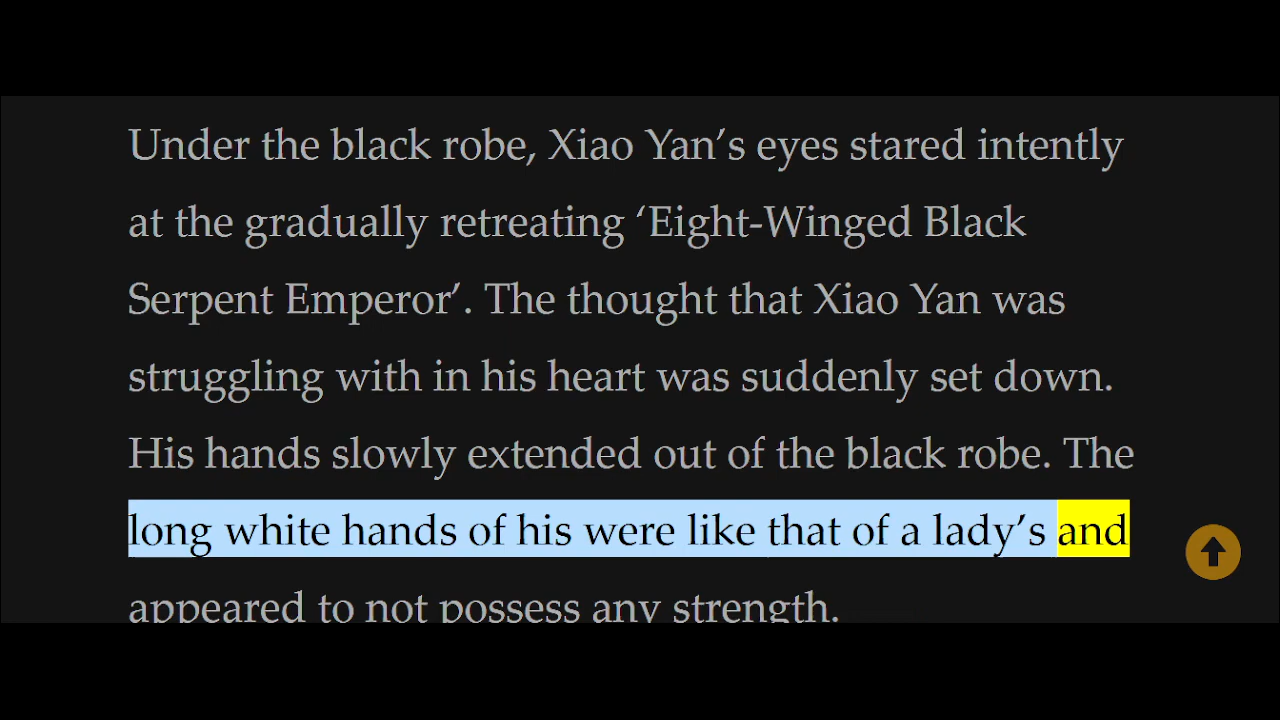 Under the black robe, Xiao Yan’s eyes stared intently
at the gradually retreating ‘Eight-Winged Black
Serpent Emperor’. The thought that Xiao Yan was
struggling with in his heart was suddenly set down.
His hands slowly extended out of the black robe. The
long white hands of his were like that of a lady’s and
appeared to not possess any strength.